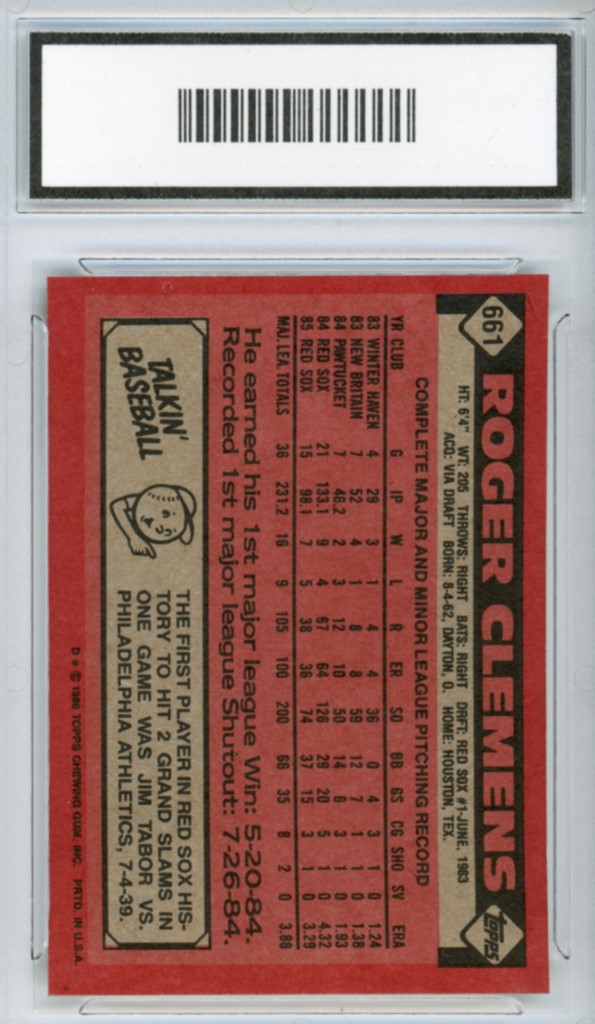 661
ROGER CLEMENS
Topps
HT: 6'4" WT: 205 THROWS: RIGHT BATS: RIGHT DRFT: RED SOX #1-JUNE, 1983
ACQ: VIA DRAFT BORN: 8-4-62, DAYTON, O. HOME: HOUSTON, TEX.
COMPLETE MAJOR AND MINOR LEAGUE PITCHING RECORD
YR CLUB G IP W L R ER SO BB GS CG SHO SV ERA
83 WINTER HAVEN 4 29 3 1 4 4 36 0 4 3 1 0 1.24
83 NEW BRITAIN 7 52 4 1 8 8 59 12 7 1 1 0 1.38
84 PAWTUCKET 7 46.2 2 3 12 10 50 14 6 3 1 0 1.93
84 RED SOX 21 133.1 9 4 67 64 126 29 20 5 1 0 4.32
85 RED SOX 15 98.1 7 5 38 36 74 37 15 3 1 0 3.29
MAJ. LEA. TOTALS 36 231.2 16 9 105 100 200 66 35 8 2 0 3.88
He earned his 1st major league Win: 5-20-84.
Recorded 1st major league Shutout: 7-26-84.
TALKIN'
BASEBALL
THE FIRST PLAYER IN RED SOX HIS-
TORY TO HIT 2 GRAND SLAMS IN
ONE GAME WAS JIM TABOR VS.
PHILADELPHIA ATHLETICS, 7-4-39.
D * © 1986 TOPPS CHEWING GUM, INC. PRTD. IN U.S.A.